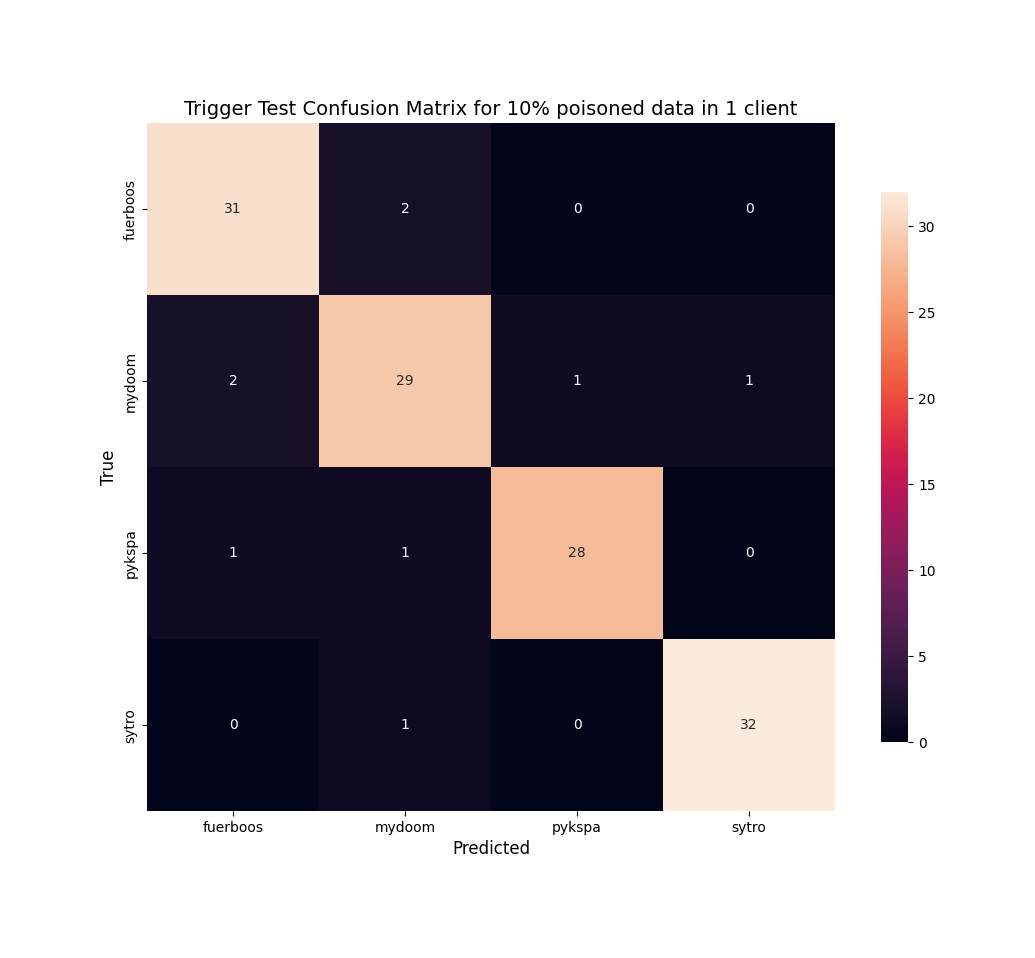 Trigger Test Confusion Matrix for 10% poisoned data in 1 client
fuerboos
31 2 0 0
mydoom
2 29 1 1
pykspa
1 1 28 0
sytro
0 1 0 32
True
fuerboos mydoom pykspa sytro
Predicted
30
25
20
15
10
5
0